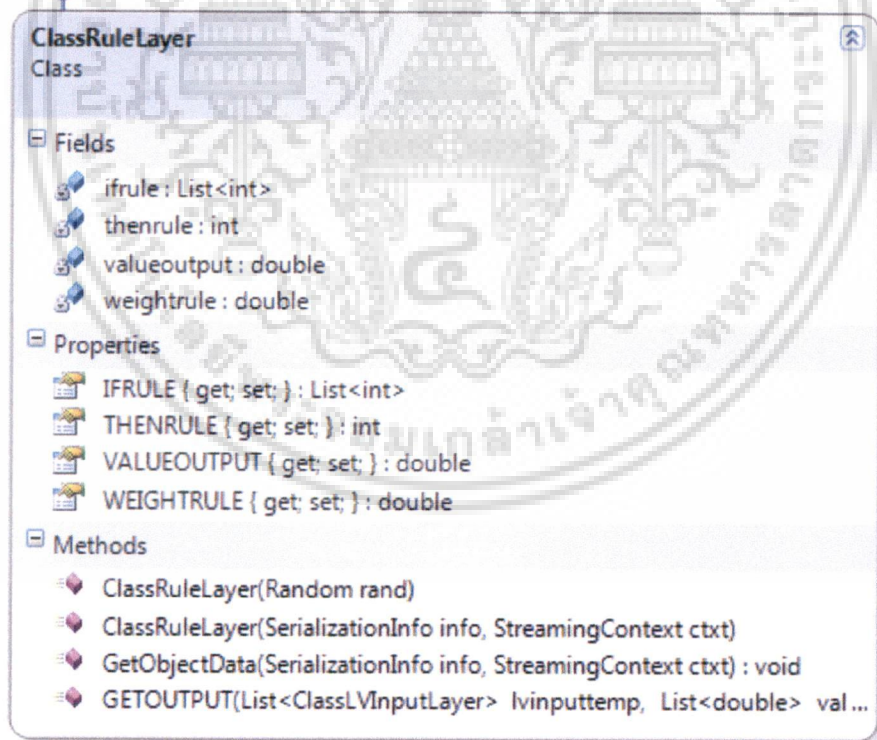 ClassRuleLayer
Class
Fields
ifrule : List<int>
thenrule : int
valueoutput : double
weightrule : double
Properties
IFRULE { get; set; } : List<int>
THENRULE { get; set; } : int
VALUEOUTPUT { get; set; } : double
WEIGHTRULE { get; set; } : double
Methods
ClassRuleLayer(Random rand)
ClassRuleLayer(SerializationInfo info, StreamingContext ctxt)
GetObjectData(SerializationInfo info, StreamingContext ctxt) : void
GETOUTPUT(List<ClassLVInputLayer> lvinputtemp, List<double> val ...